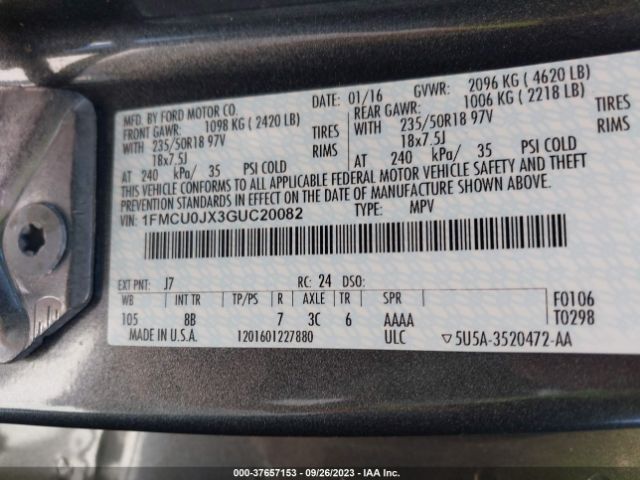 MFD. BY FORD MOTOR CO.
DATE: 01/16 GVWR: 2096 KG ( 4620 LB)
FRONT GAWR: 1098 KG ( 2420 LB)
REAR GAWR: 1006 KG ( 2218 LB)
WITH 235/50R18 97V TIRES
WITH 235/50R18 97V TIRES
18x7.5J RIMS
18x7.5J RIMS
AT 240 kPa/ 35 PSI COLD
AT 240 kPa/ 35 PSI COLD
THIS VEHICLE CONFORMS TO ALL APPLICABLE FEDERAL MOTOR VEHICLE SAFETY AND THEFT
PREVENTION STANDARDS IN EFFECT ON THE DATE OF MANUFACTURE SHOWN ABOVE.
VIN: 1FMCU0JX3GUC20082 TYPE: MPV
EXT PNT: J7 RC: 24 DSO:
WB INT TR TP/PS R AXLE TR SPR
105 8B 7 3C 6 AAAA
F0106
T0298
MADE IN U.S.A. 1201601227880 ULC ▽5U5A-3520472-AA
000-37657153 - 09/26/2023 - IAA Inc.